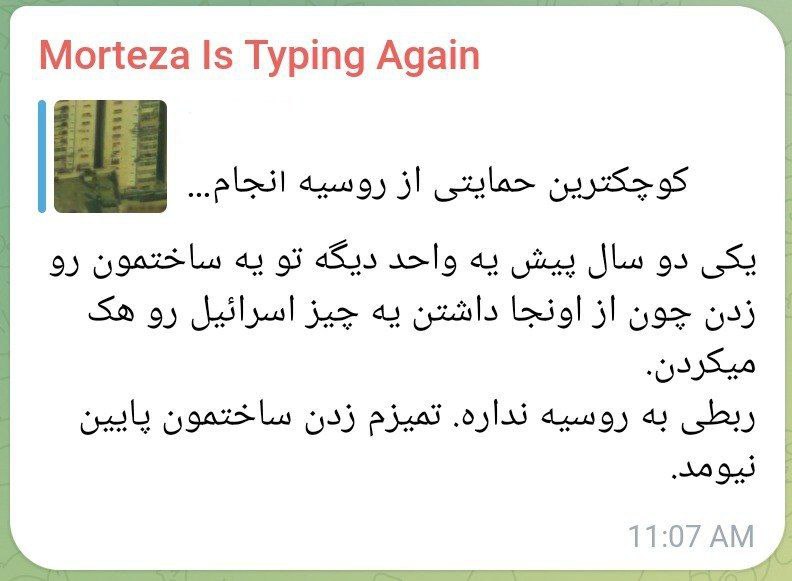 Morteza Is Typing Again
کوچکترین حمایتی از روسیه انجام...
یکی دو سال پیش یه واحد دیگه تو یه ساختمون رو
زدن چون از اونجا داشتن یه چیز اسرائیل رو هک
میکردن.
ربطی به روسیه نداره. تمیزم زدن ساختمون پایین
نیومد.
11:07 AM